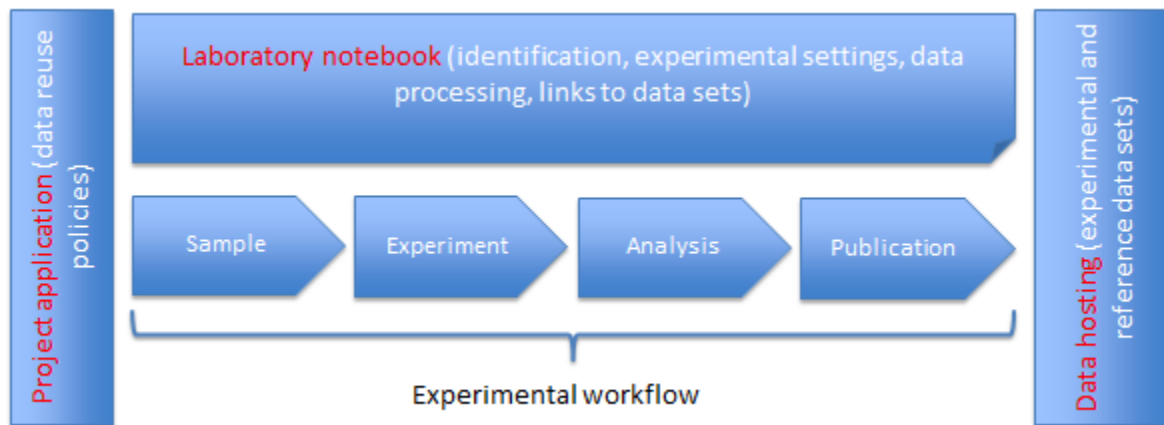 Project application (data reuse
policies)
Laboratory notebook (identification, experimental settings, data
processing, links to data sets)
Sample
Experiment
Analysis
Publication
Experimental workflow
Data hosting (experimental and
reference data sets)